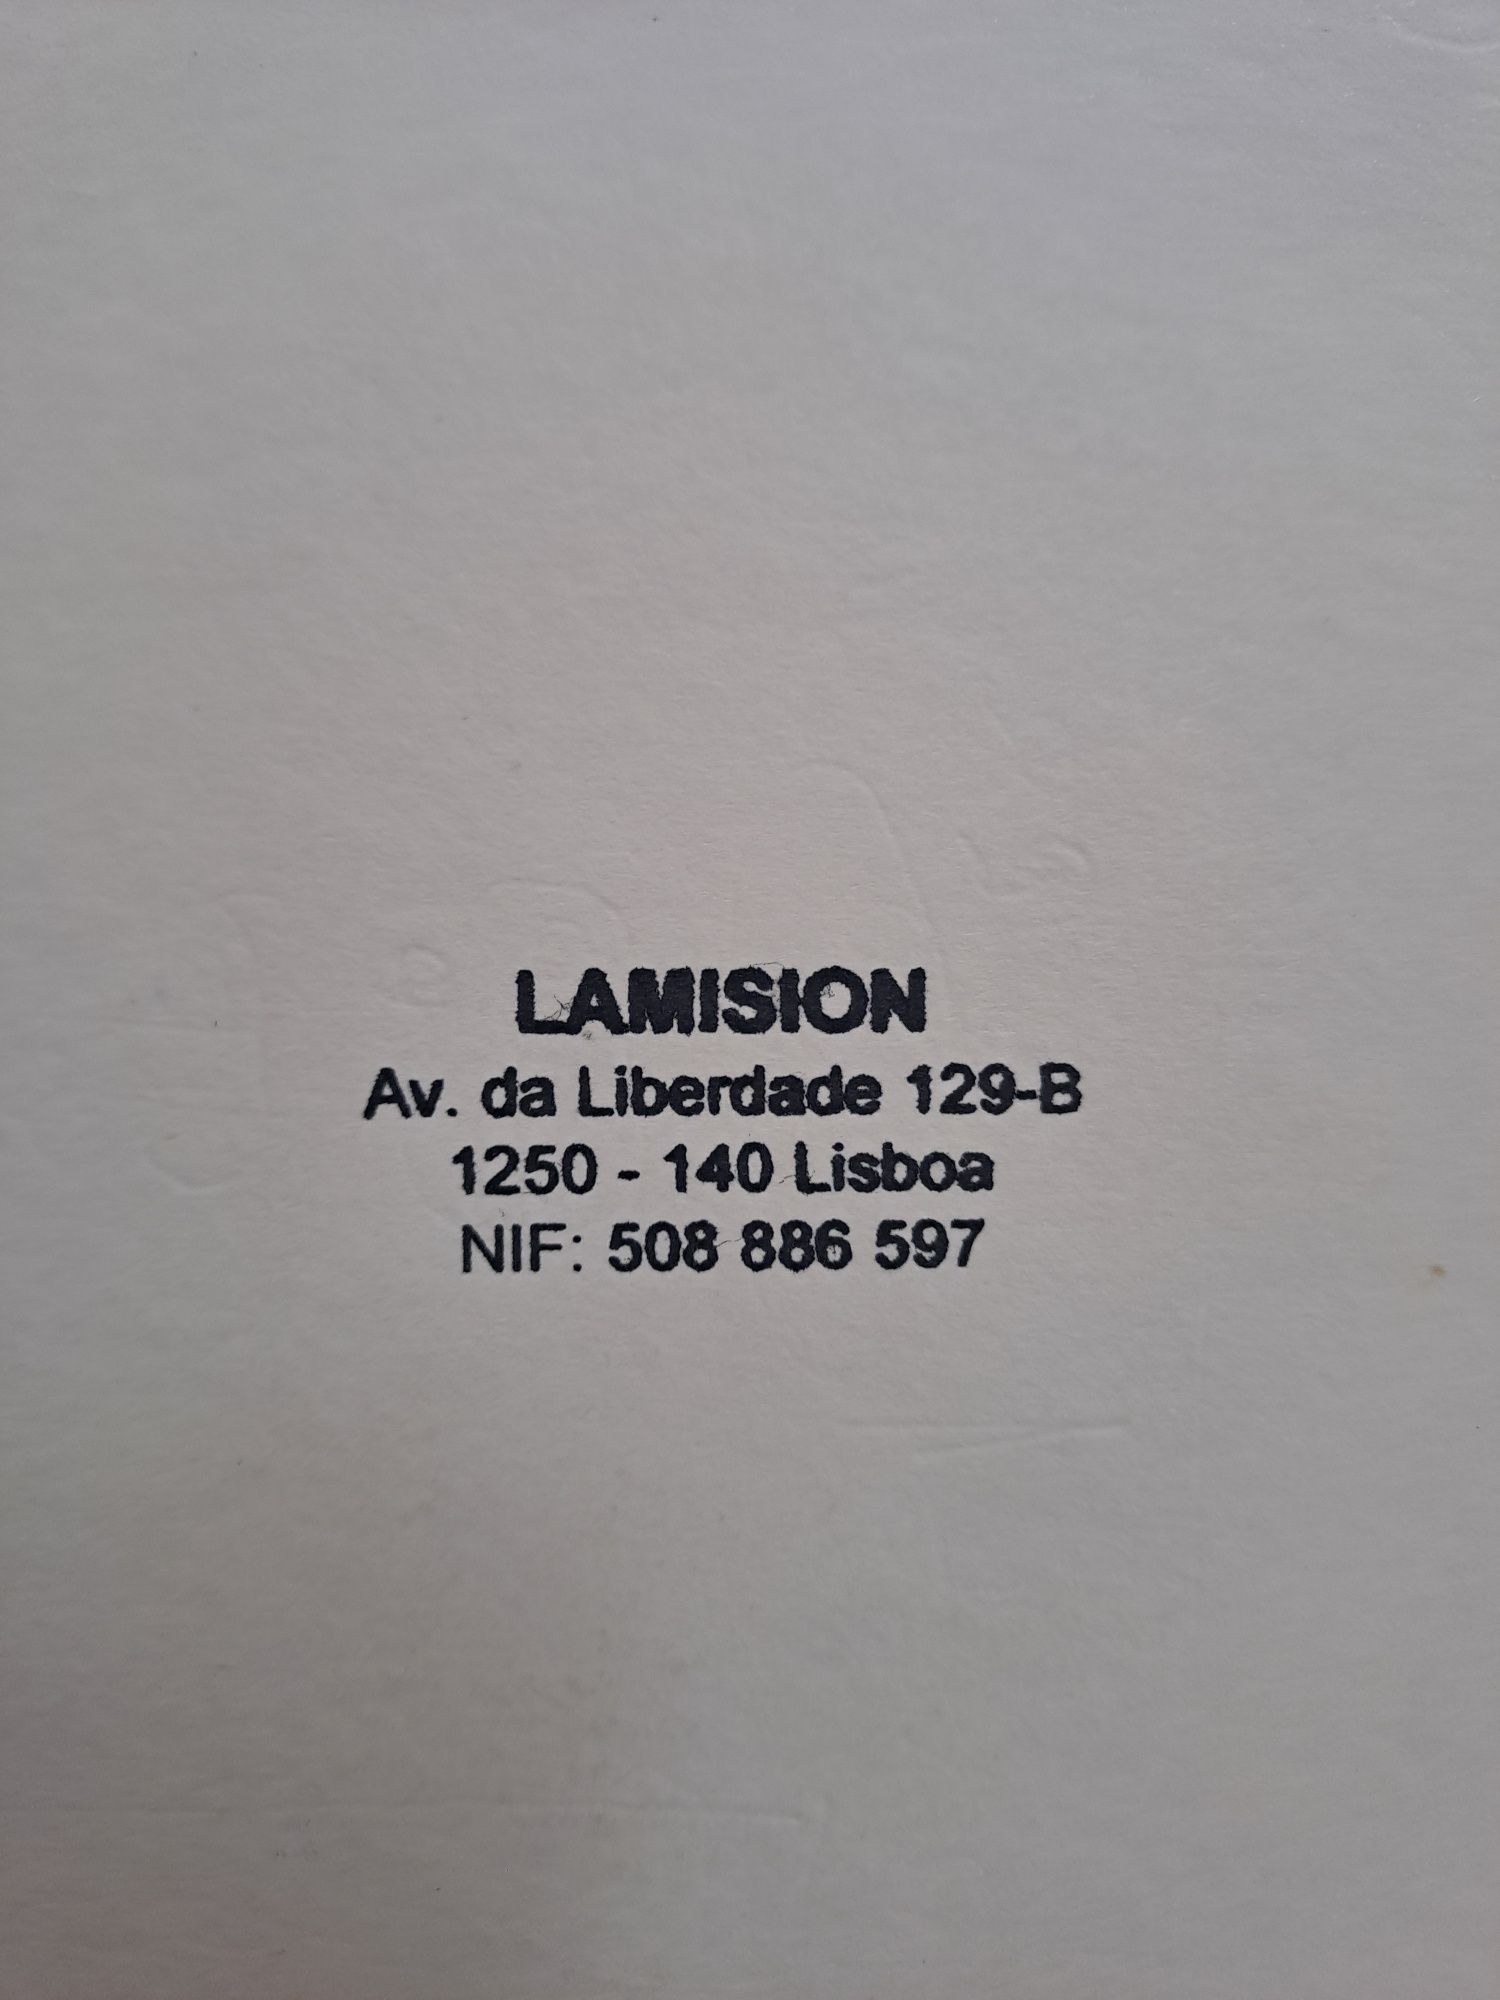 LAMISION
Av. da Liberdade 129-B
1250 - 140 Lisboa
NIF: 508 886 597